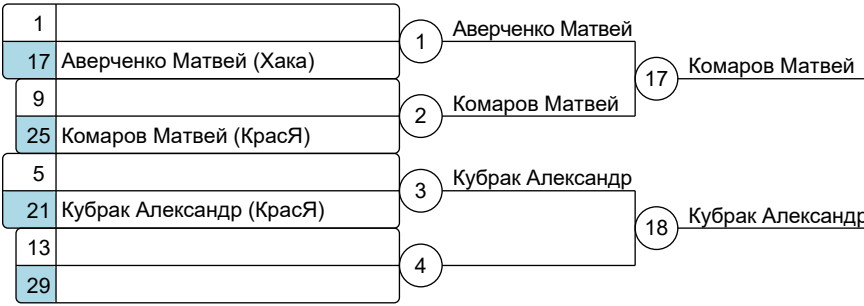 1
17 Аверченко Матвей (Хака)
1
Аверченко Матвей
9
25 Комаров Матвей (КрасЯ)
2
Комаров Матвей
17
Комаров Матвей
5
21 Кубрак Александр (КрасЯ)
3
Кубрак Александр
13
29
4
18
Кубрак Александр